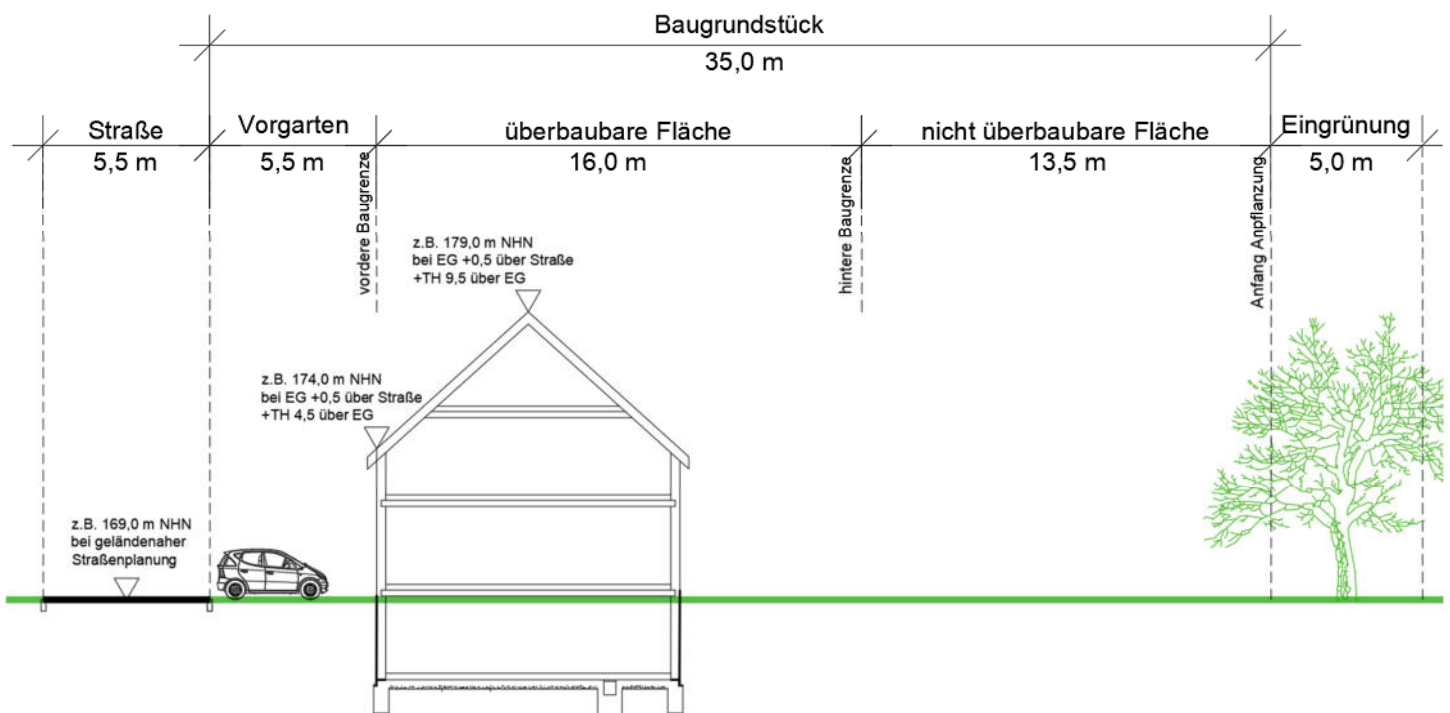 Baugrundstück
35,0 m
Straße
5,5 m
Vorgarten
5,5 m
überbaubare Fläche
16,0 m
nicht überbaubare Fläche
13,5 m
Eingrünung
5,0 m
vordere Baugrenze
hintere Baugrenze
Anfang Anpflanzung
z.B. 179,0 m NHN
bei EG +0,5 über Straße
+TH 9,5 über EG
z.B. 174,0 m NHN
bei EG +0,5 über Straße
+TH 4,5 über EG
z.B. 169,0 m NHN
bei geländenaher
Straßenplanung